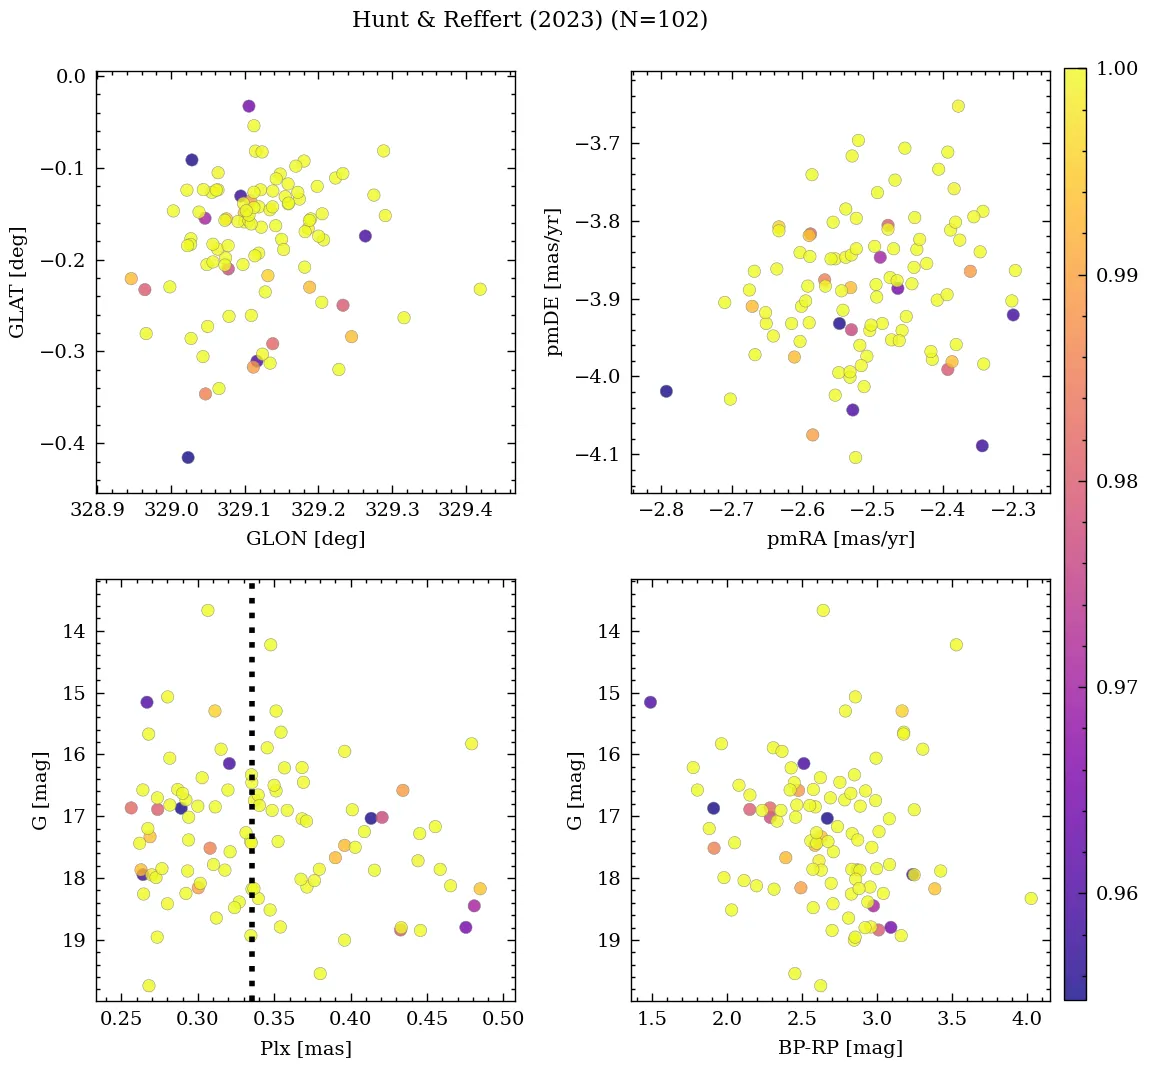 Hunt & Reffert (2023) (N=102)
0.0
−0.1
−0.2
−0.3
−0.4
GLAT [deg]
328.9 329.0 329.1 329.2 329.3 329.4
GLON [deg]
−3.7
−3.8
−3.9
−4.0
−4.1
pmDE [mas/yr]
−2.8 −2.7 −2.6 −2.5 −2.4 −2.3
pmRA [mas/yr]
14
15
16
17
18
19
G [mag]
0.25 0.30 0.35 0.40 0.45 0.50
Plx [mas]
14
15
16
17
18
19
G [mag]
1.5 2.0 2.5 3.0 3.5 4.0
BP-RP [mag]
1.00
0.99
0.98
0.97
0.96